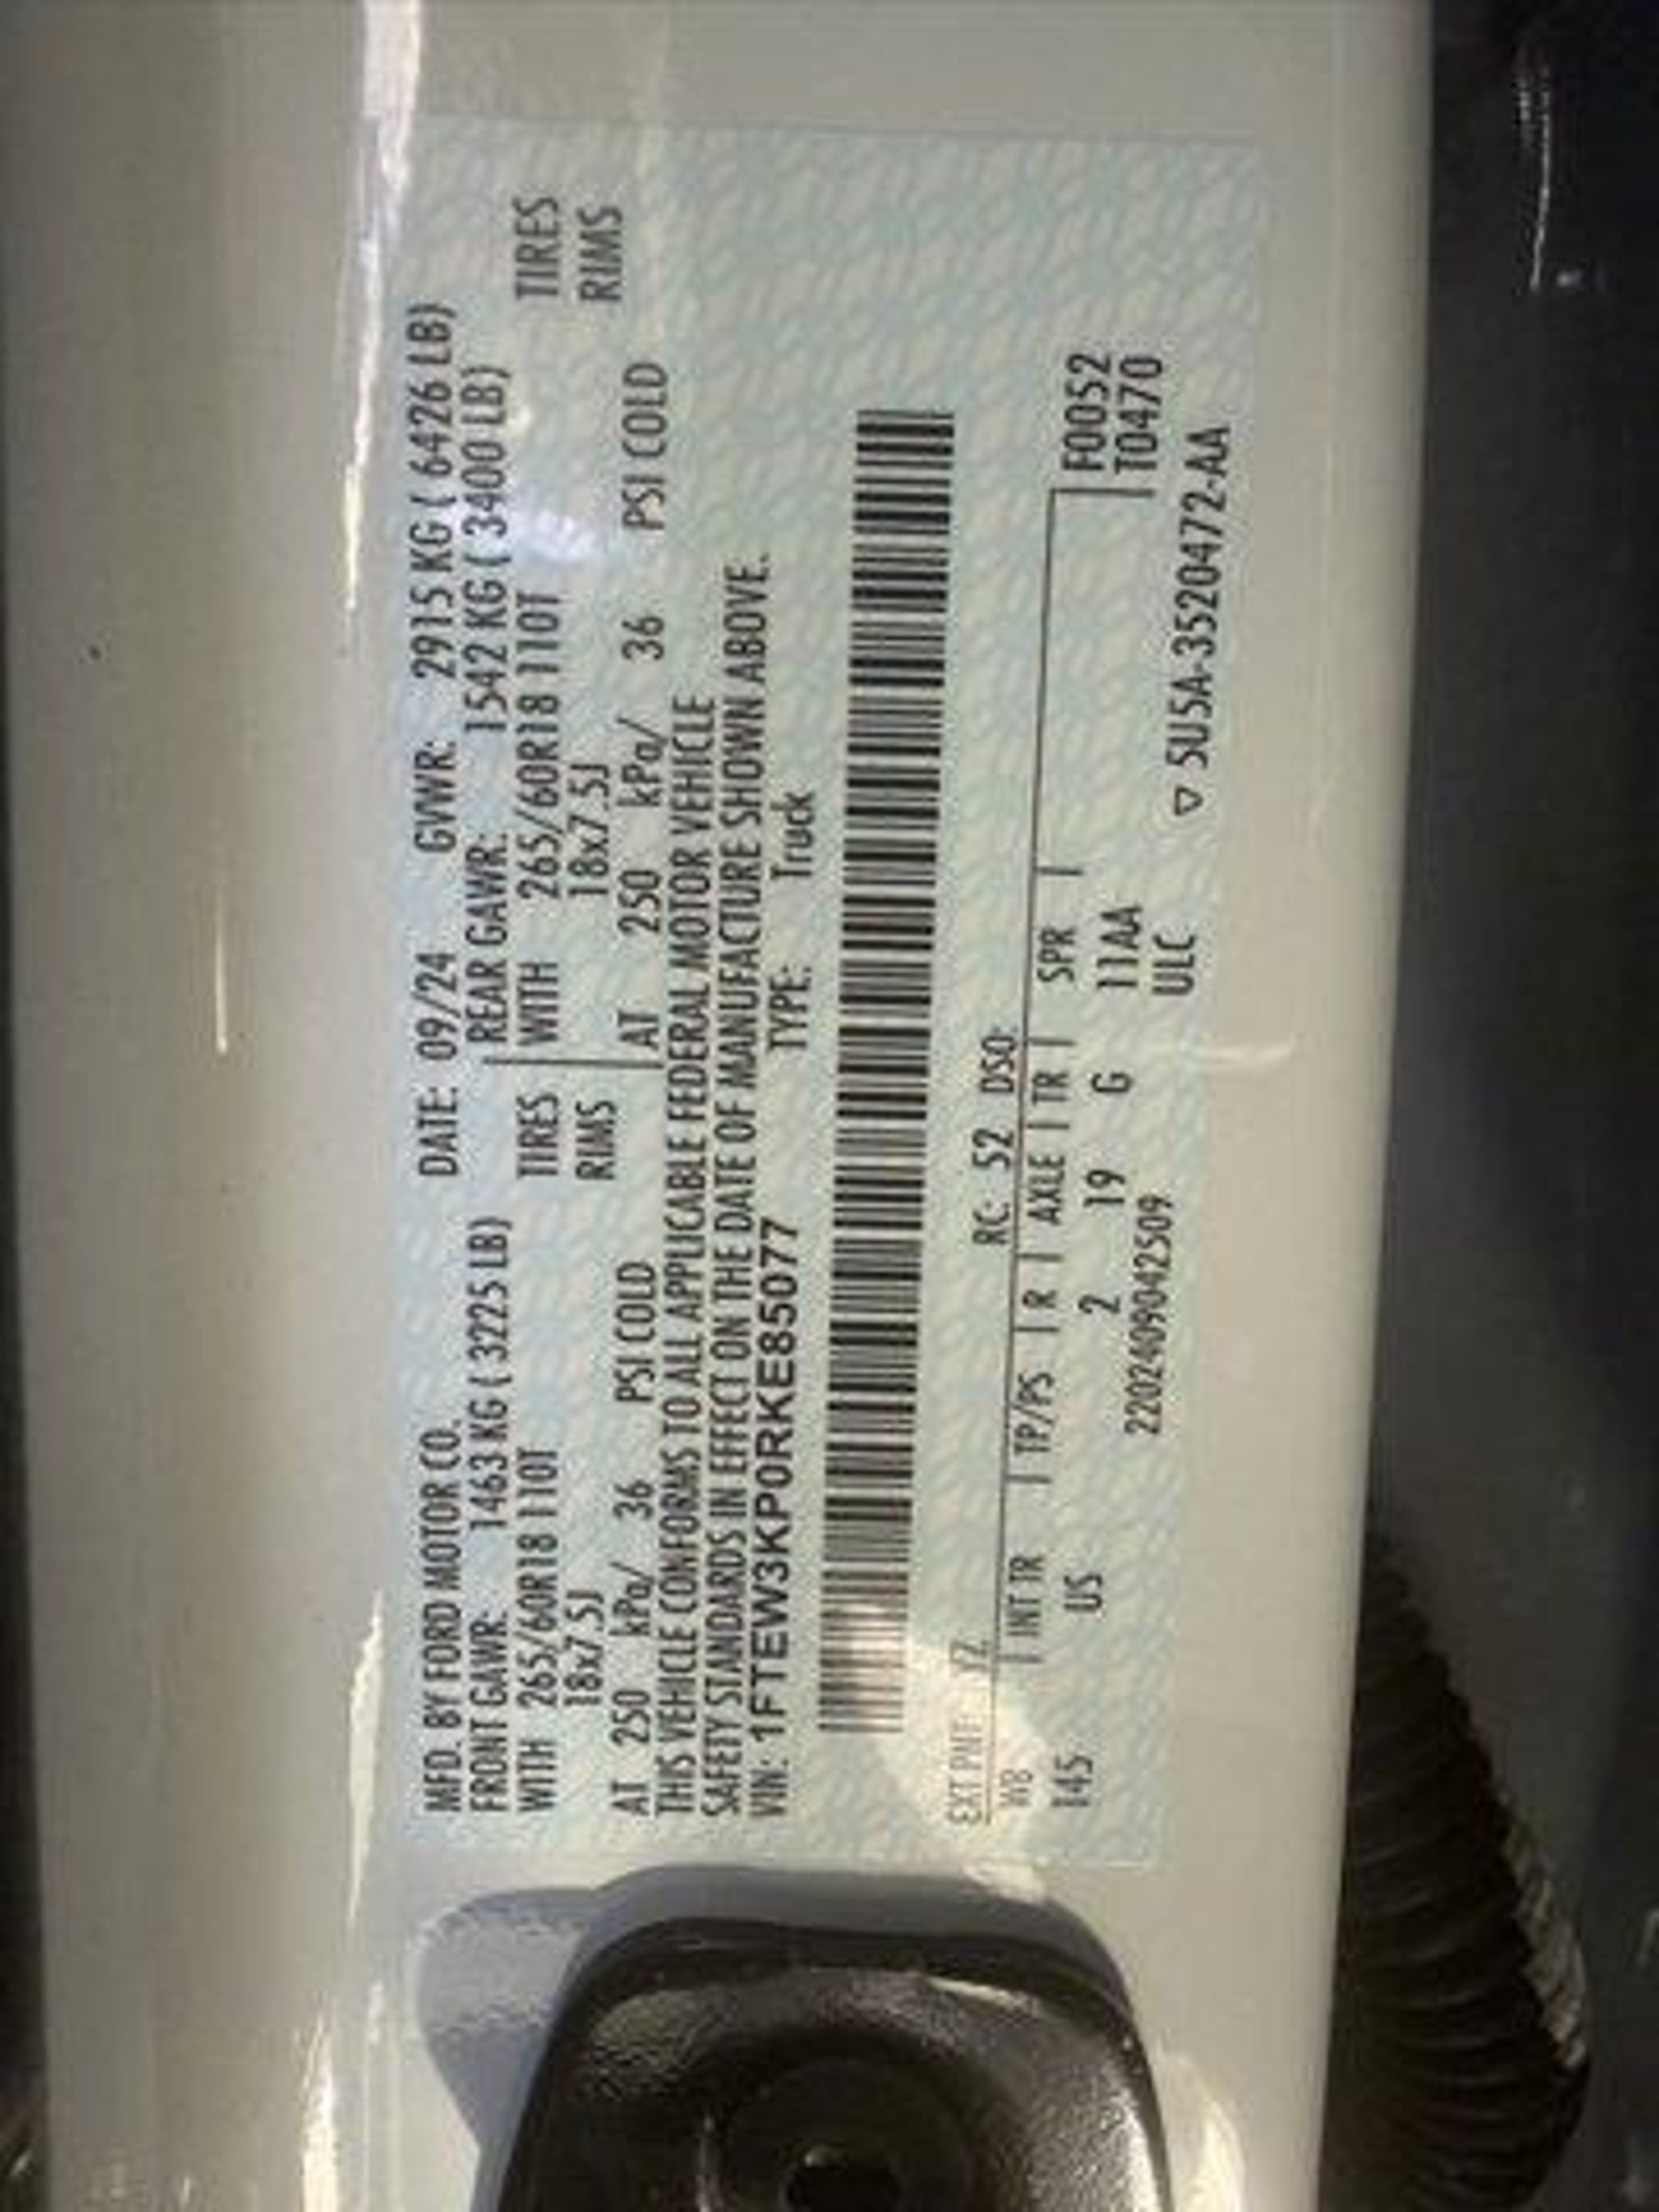 MFD. BY FORD MOTOR CO. DATE: 09/24 GVWR: 2915 KG ( 6426 LB)
FRONT GAWR: 1463 KG ( 3225 LB) REAR GAWR: 1542 KG ( 3400 LB)
WITH 265/60R18 110T TIRES WITH 265/60R18 110T TIRES
18x7.5J RIMS 18x7.5J RIMS
AT 250 kPa/ 36 PSI COLD AT 250 kPa/ 36 PSI COLD
THIS VEHICLE CONFORMS TO ALL APPLICABLE FEDERAL MOTOR VEHICLE
SAFETY STANDARDS IN EFFECT ON THE DATE OF MANUFACTURE SHOWN ABOVE.
VIN: 1FTEW3KP0RKE85077 TYPE: Truck
EXT PNT: YZ RC: 52 DSO:
WB | INT TR | TP/PS | R | AXLE | TR | SPR | F0052
145 US 2 19 G 11AA T0470
2202409042509 ULC ▽ 5U5A-3520472-AA